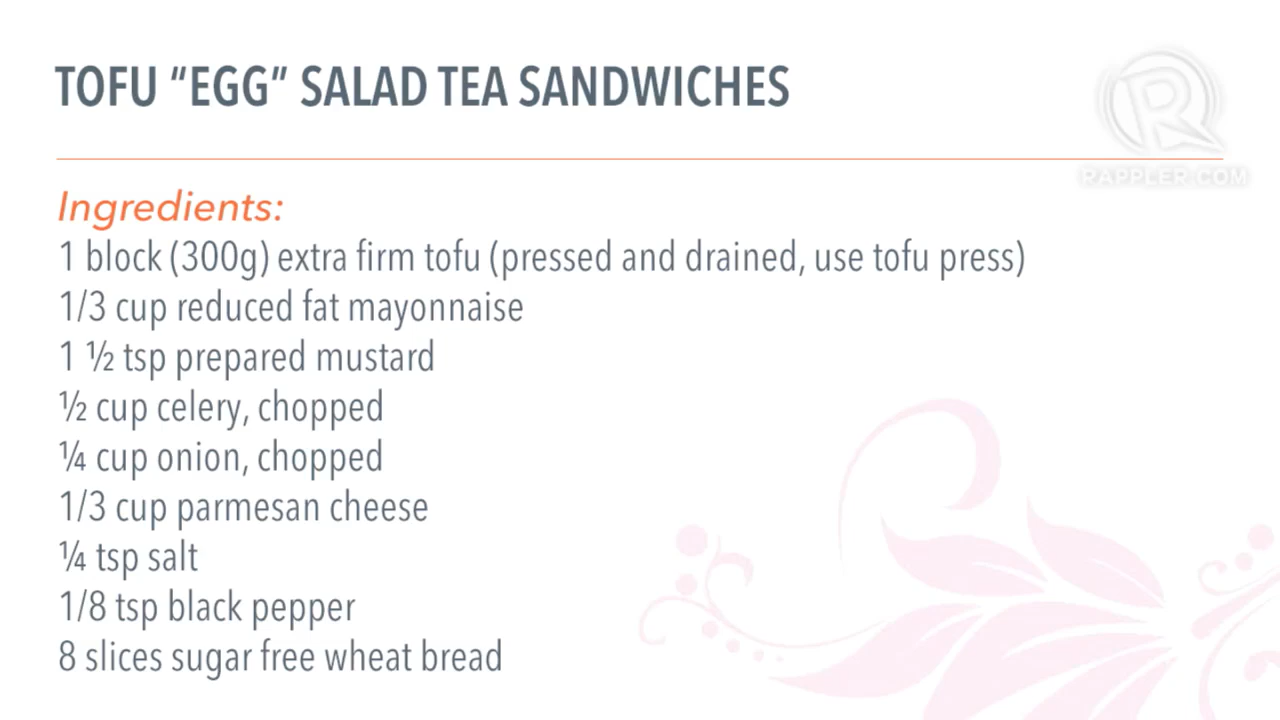 TOFU “EGG” SALAD TEA SANDWICHES
RAPPLER.COM
Ingredients:
1 block (300g) extra firm tofu (pressed and drained, use tofu press)
1/3 cup reduced fat mayonnaise
1 ½ tsp prepared mustard
½ cup celery, chopped
¼ cup onion, chopped
1/3 cup parmesan cheese
¼ tsp salt
1/8 tsp black pepper
8 slices sugar free wheat bread